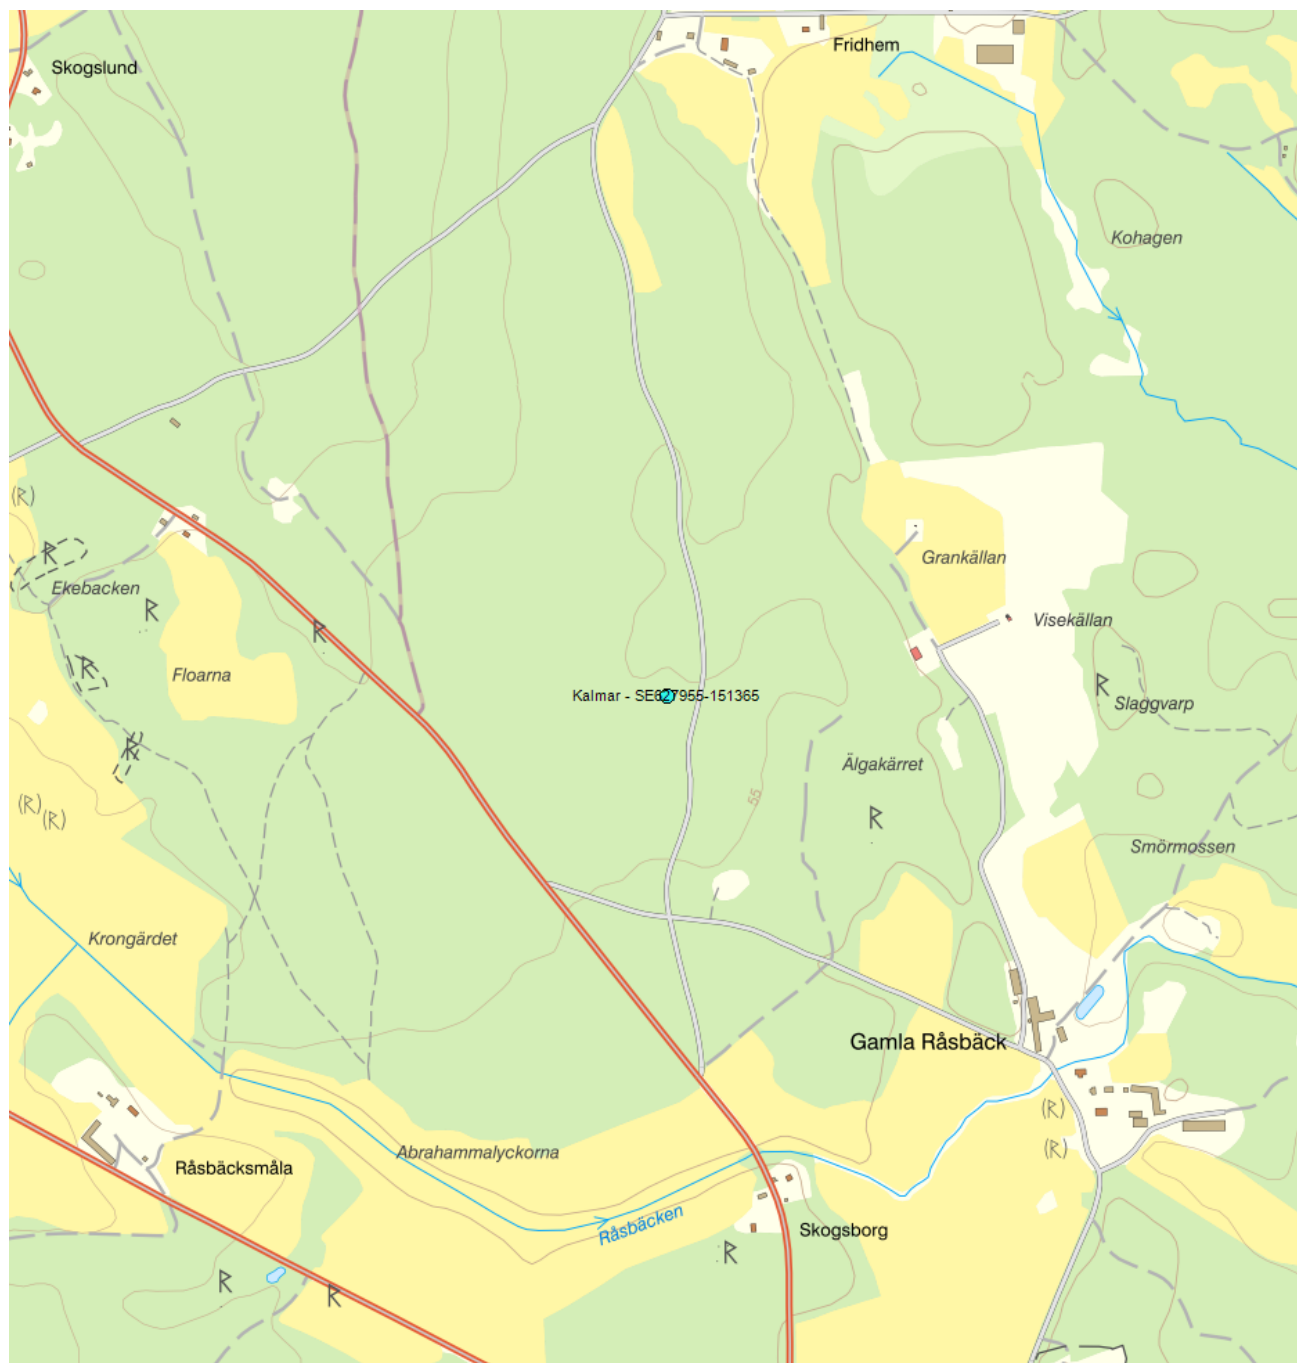 Fridhem
Skogslund
Kohagen
(R)
R
Grankällan
Ekebacken
R
R
Visekällan
R
Floarna
Kalmar - SE627955-151365
R
Slaggvarp
R
Älgakärret
55
(R)
(R)
R
Smörmossen
Krongärdet
Gamla Råsbäck
(R)
Abrahammalyckorna
(R)
Råsbäcksmåla
Råsbäcken
Skogsborg
R
R
R